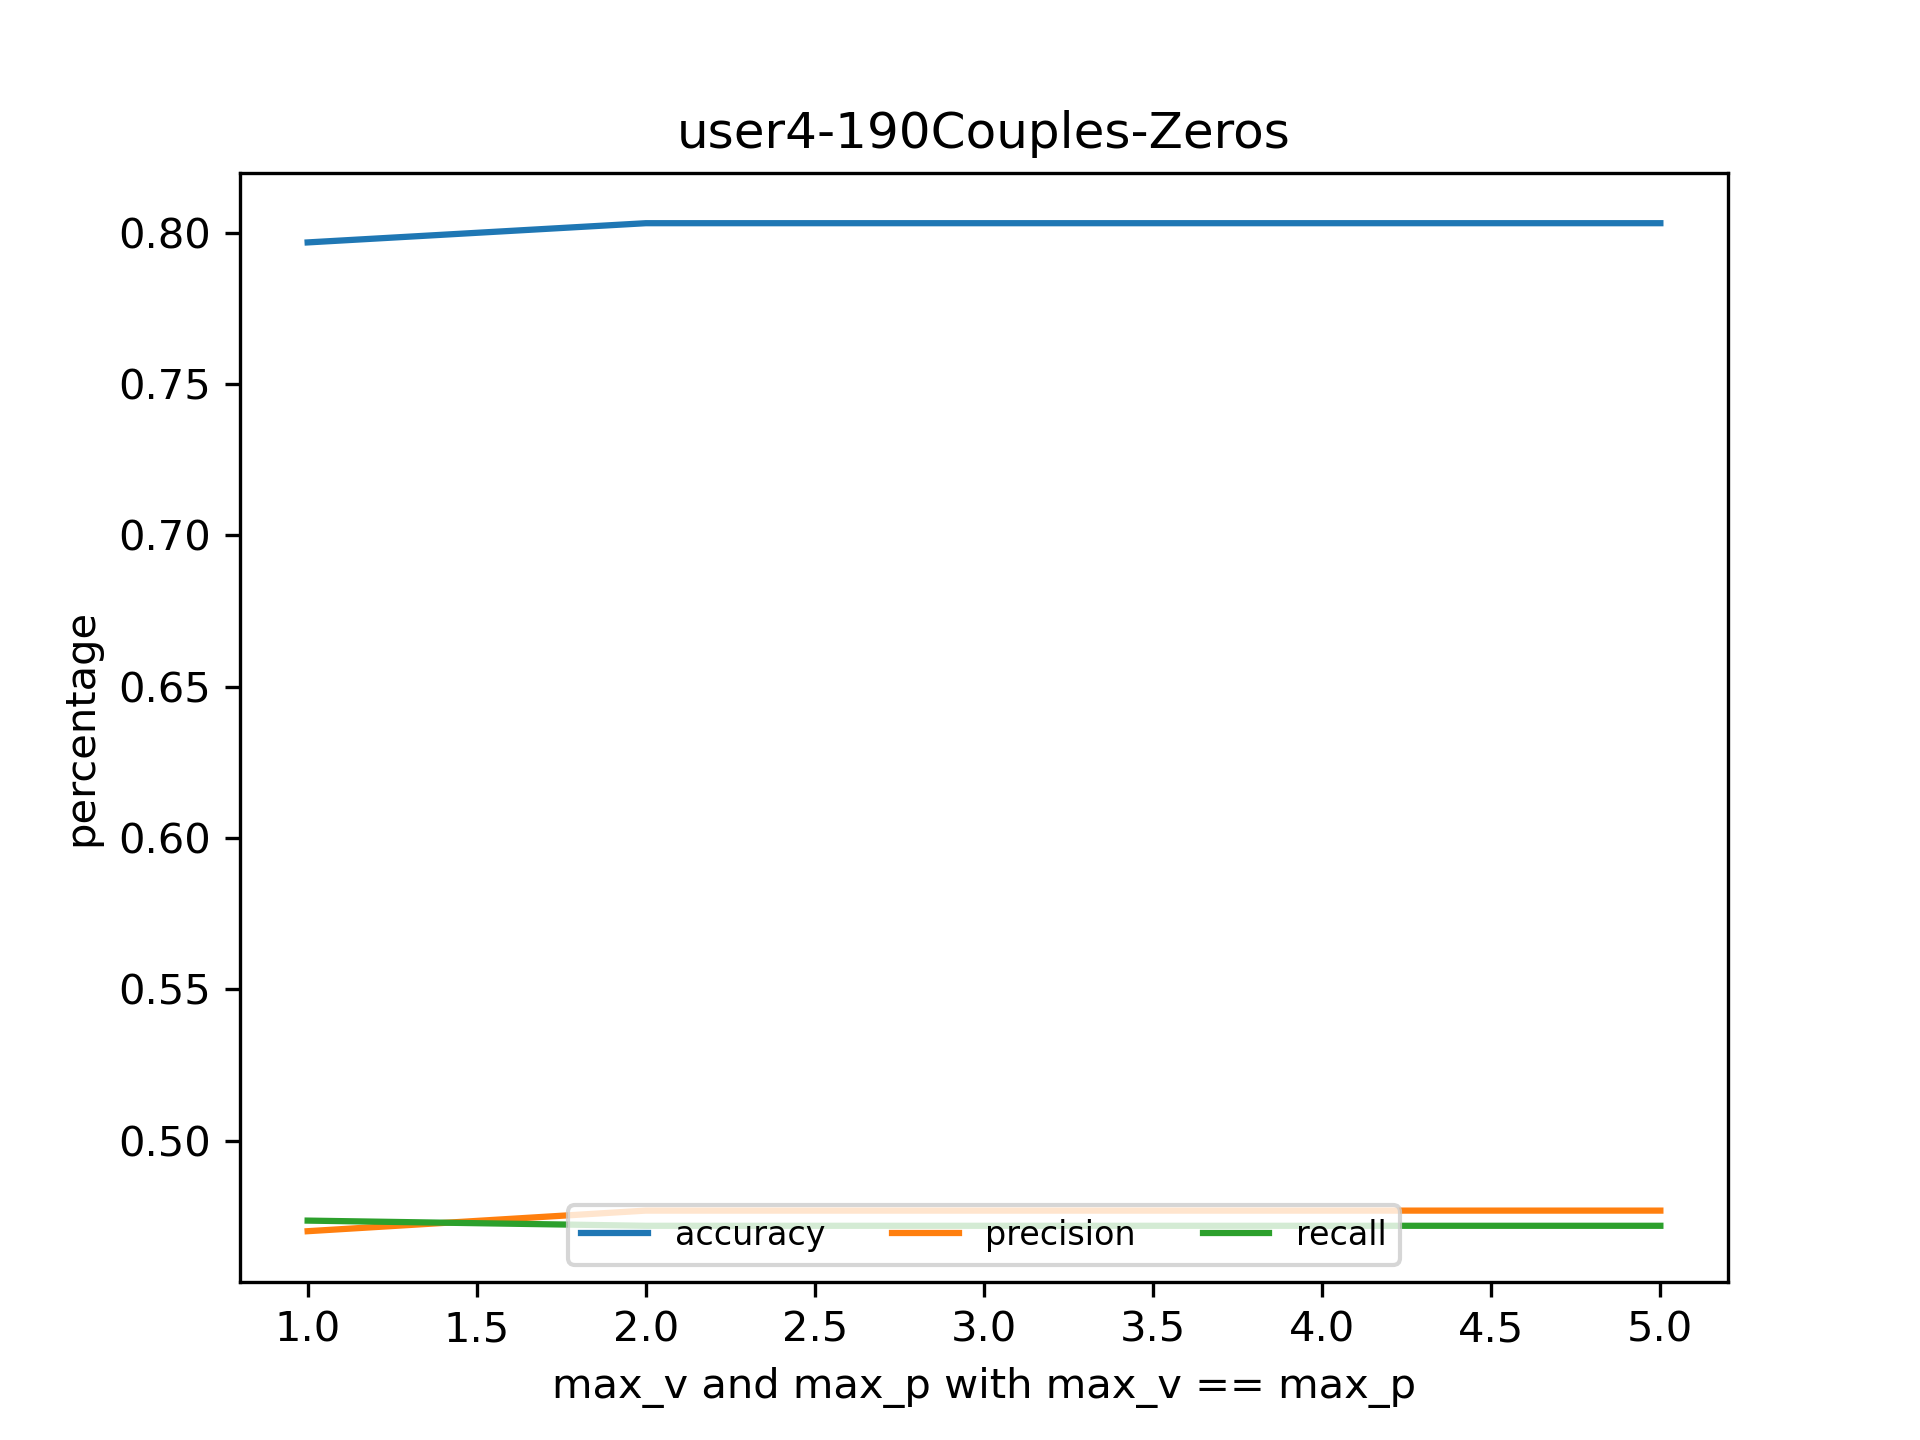 user4-190Couples-Zeros
percentage
0.80
0.75
0.70
0.65
0.60
0.55
0.50
accuracy precision recall
1.0 1.5 2.0 2.5 3.0 3.5 4.0 4.5 5.0
max_v and max_p with max_v == max_p